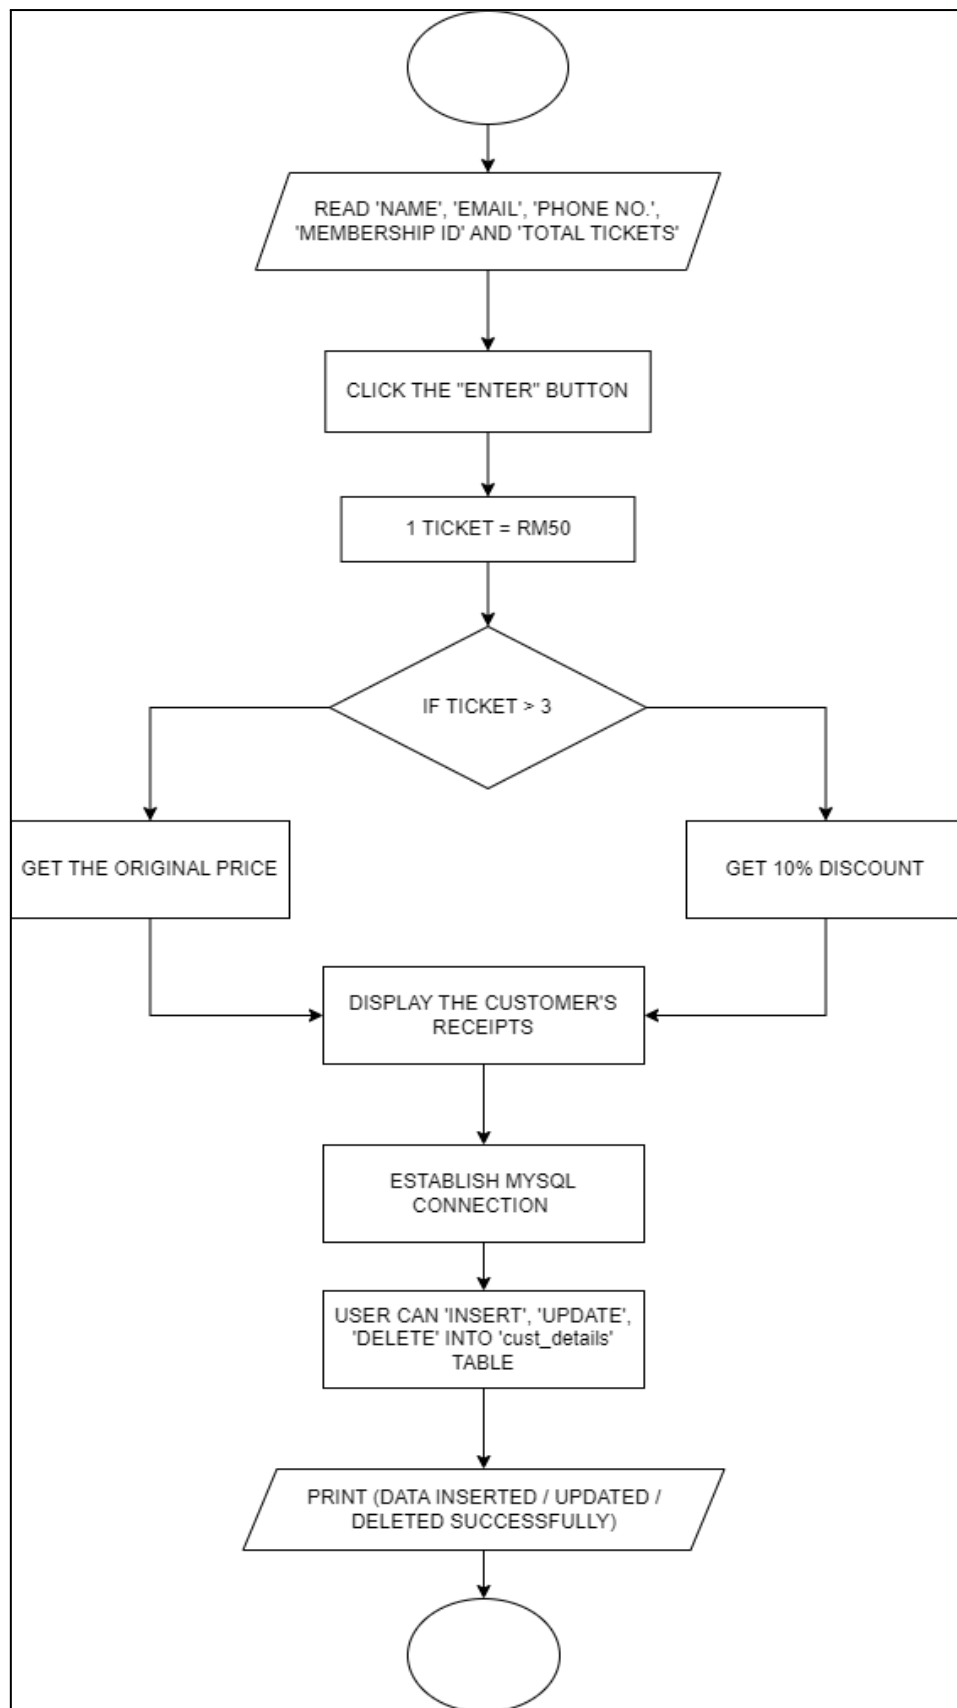 READ 'NAME', 'EMAIL', 'PHONE NO.',
'MEMBERSHIP ID' AND 'TOTAL TICKETS'
CLICK THE "ENTER" BUTTON
1 TICKET = RM50
IF TICKET > 3
GET THE ORIGINAL PRICE
GET 10% DISCOUNT
DISPLAY THE CUSTOMER'S
RECEIPTS
ESTABLISH MYSQL
CONNECTION
USER CAN 'INSERT', 'UPDATE',
'DELETE' INTO 'cust_details'
TABLE
PRINT (DATA INSERTED / UPDATED /
DELETED SUCCESSFULLY)